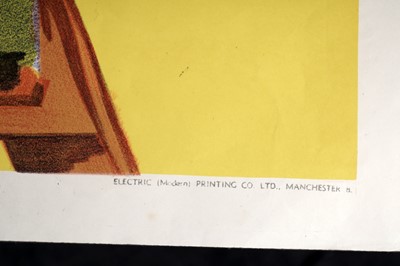 ELECTRIC (Modern) PRINTING CO. LTD., MANCHESTER 8.